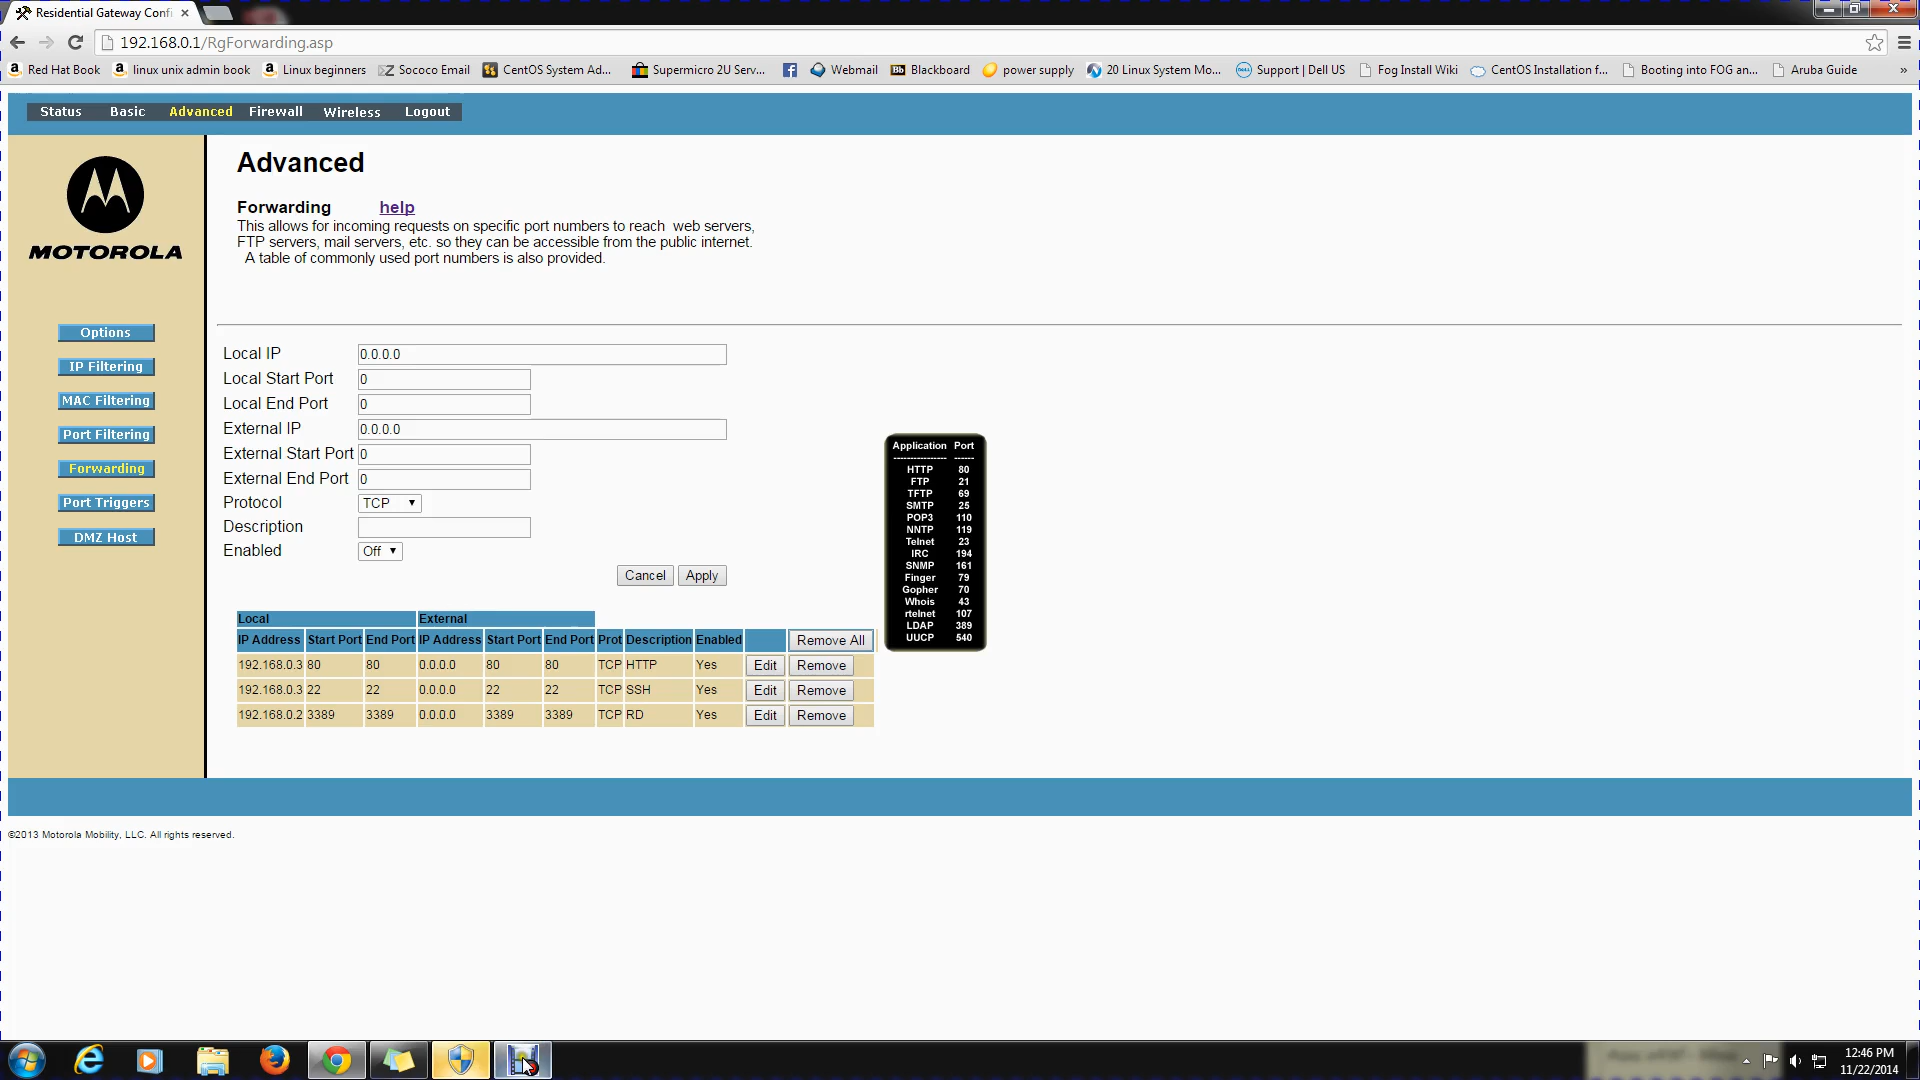 Residential Gateway Confi
192.168.0.1/RgForwarding.asp
Red Hat Book linux unix admin book Linux beginners Sococo Email CentOS System Ad... Supermicro 2U Serv... Webmail Blackboard power supply 20 Linux System Mo... Support | Dell US Fog Install Wiki CentOS Installation f... Booting into FOG an... Aruba Guide »
Status Basic Advanced Firewall Wireless Logout
MOTOROLA
Options
IP Filtering
MAC Filtering
Port Filtering
Forwarding
Port Triggers
DMZ Host
Advanced
Forwarding help
This allows for incoming requests on specific port numbers to reach web servers,
FTP servers, mail servers, etc. so they can be accessible from the public internet.
A table of commonly used port numbers is also provided.
Local IP 0.0.0.0
Local Start Port 0
Local End Port 0
External IP 0.0.0.0
External Start Port 0
External End Port 0
Protocol TCP
Description
Enabled Off
Cancel Apply
Application Port
---------------- ------
HTTP 80
FTP 21
TFTP 69
SMTP 25
POP3 110
NNTP 119
Telnet 23
IRC 194
SNMP 161
Finger 79
Gopher 70
Whois 43
rtelnet 107
LDAP 389
UUCP 540
Local External
IP Address Start Port End Port IP Address Start Port End Port Prot Description Enabled Remove All
192.168.0.3 80 80 0.0.0.0 80 80 TCP HTTP Yes Edit Remove
192.168.0.3 22 22 0.0.0.0 22 22 TCP SSH Yes Edit Remove
192.168.0.2 3389 3389 0.0.0.0 3389 3389 TCP RD Yes Edit Remove
©2013 Motorola Mobility, LLC. All rights reserved.
12:46 PM
11/22/2014